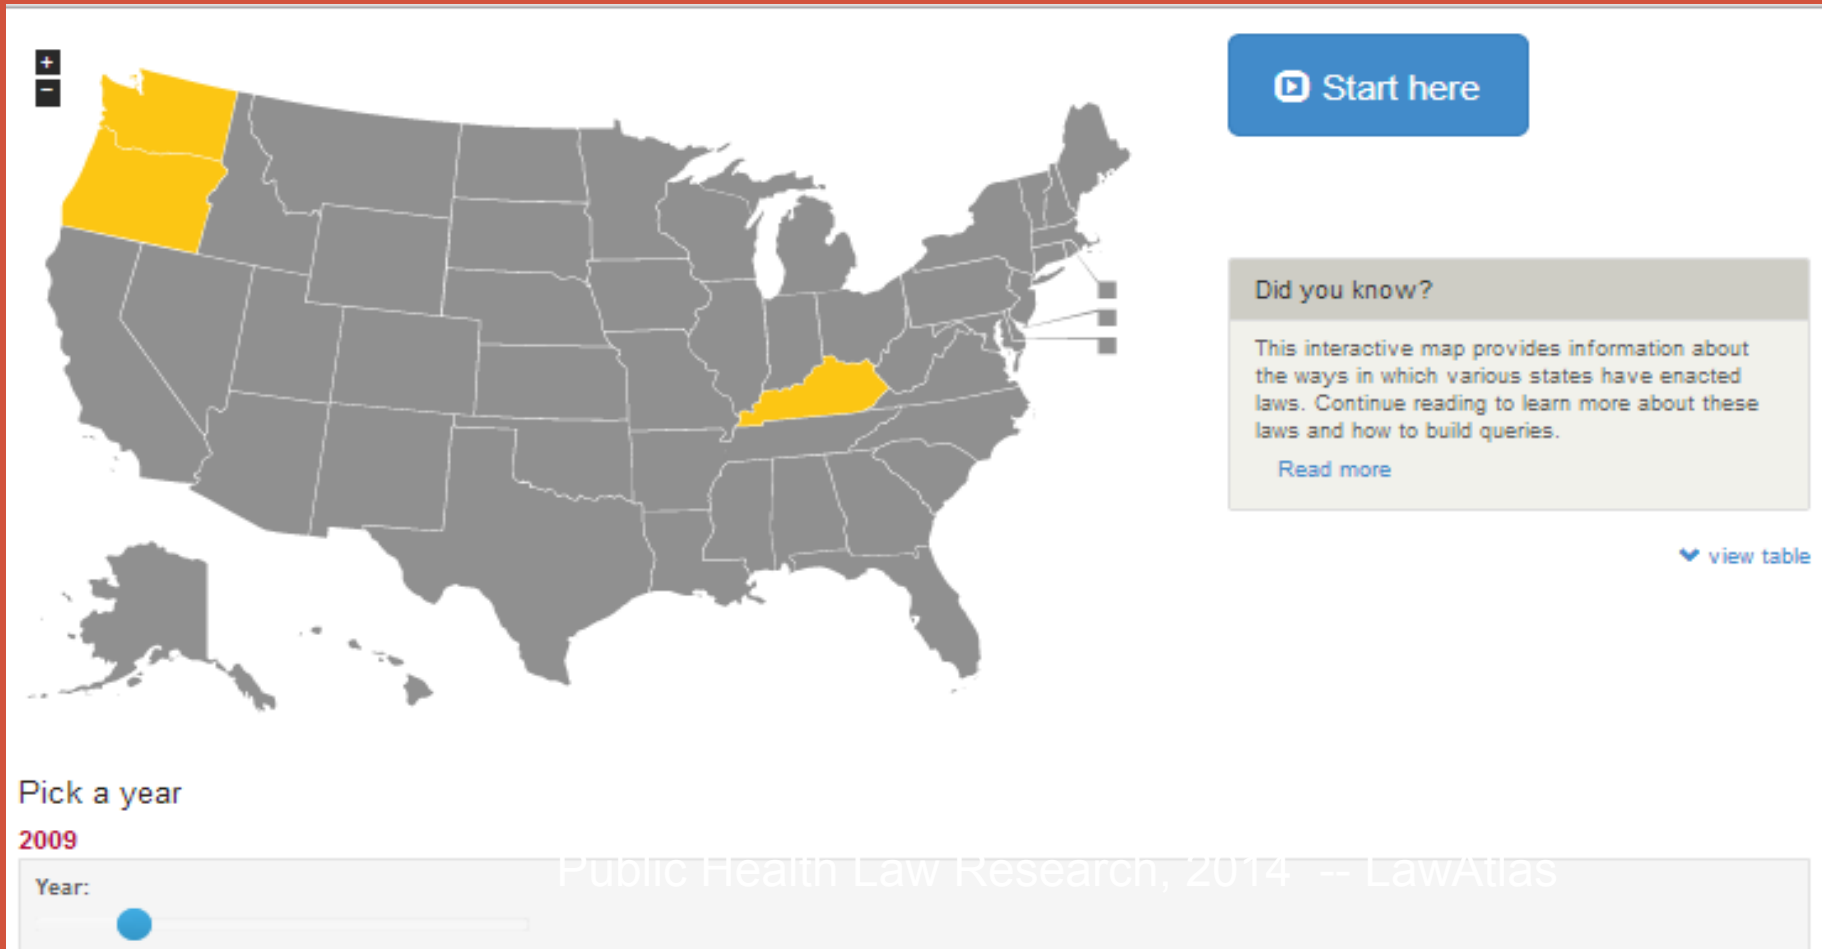 +
−
Start here
Did you know?
This interactive map provides information about
the ways in which various states have enacted
laws. Continue reading to learn more about these
laws and how to build queries.
Read more
view table
Pick a year
2009
Public Health Law Research, 2014 -- LawAtlas
Year: